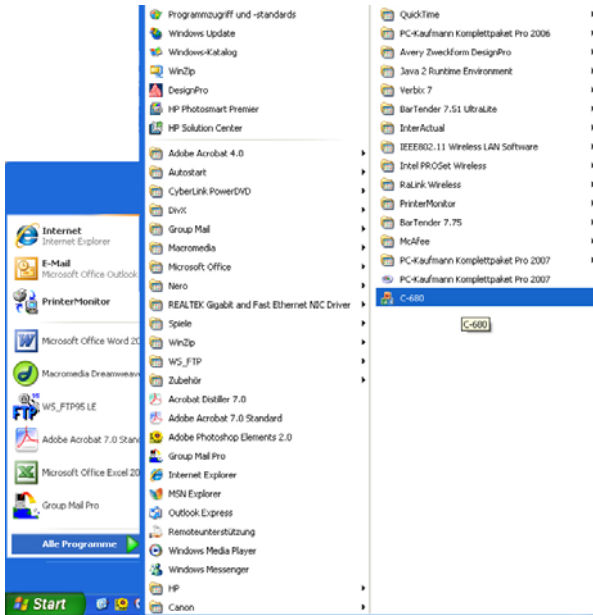 Internet
Internet Explorer
E-Mail
Microsoft Office Outlook
PrinterMonitor
Microsoft Office Word 20
Macromedia Dreamweav
WS_FTP95 LE
Adobe Acrobat 7.0 Stan
Microsoft Office Excel 20
Group Mail Pro
Alle Programme
Start
Programmzugriff und -standards
Windows Update
Windows-Katalog
WinZip
DesignPro
HP Photosmart Premier
HP Solution Center
Adobe Acrobat 4.0
Autostart
CyberLink PowerDVD
DivX
Group Mail
Macromedia
Microsoft Office
Nero
REALTEK Gigabit and Fast Ethernet NIC Driver
Spiele
WinZip
WS_FTP
Zubehör
Acrobat Distiller 7.0
Adobe Acrobat 7.0 Standard
Adobe Photoshop Elements 2.0
Group Mail Pro
Internet Explorer
MSN Explorer
Outlook Express
Remoteunterstützung
Windows Media Player
Windows Messenger
HP
Canon
QuickTime
PC-Kaufmann Komplettpaket Pro 2006
Avery Zweckform DesignPro
Java 2 Runtime Environment
Verbix 7
BarTender 7.51 UltraLite
InterActual
IEEE802.11 Wireless LAN Software
Intel PROSet Wireless
RaLink Wireless
PrinterMonitor
BarTender 7.75
McAfee
PC-Kaufmann Komplettpaket Pro 2007
PC-Kaufmann Komplettpaket Pro 2007
C-680
C-680